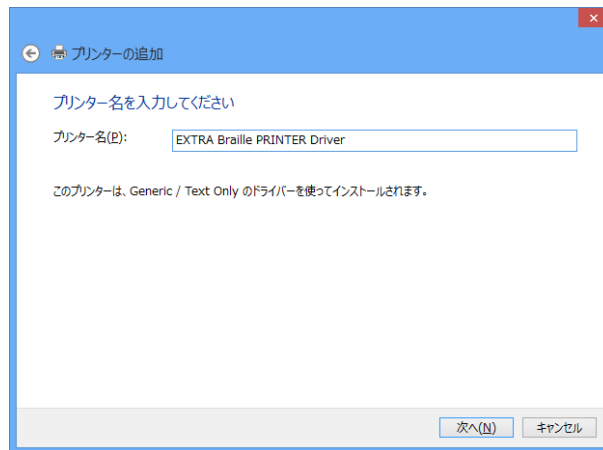 プリンターの追加
プリンター名を入力してください
プリンター名(P): EXTRA Braille PRINTER Driver
このプリンターは、Generic / Text Only のドライバーを使ってインストールされます。
次へ(N) キャンセル